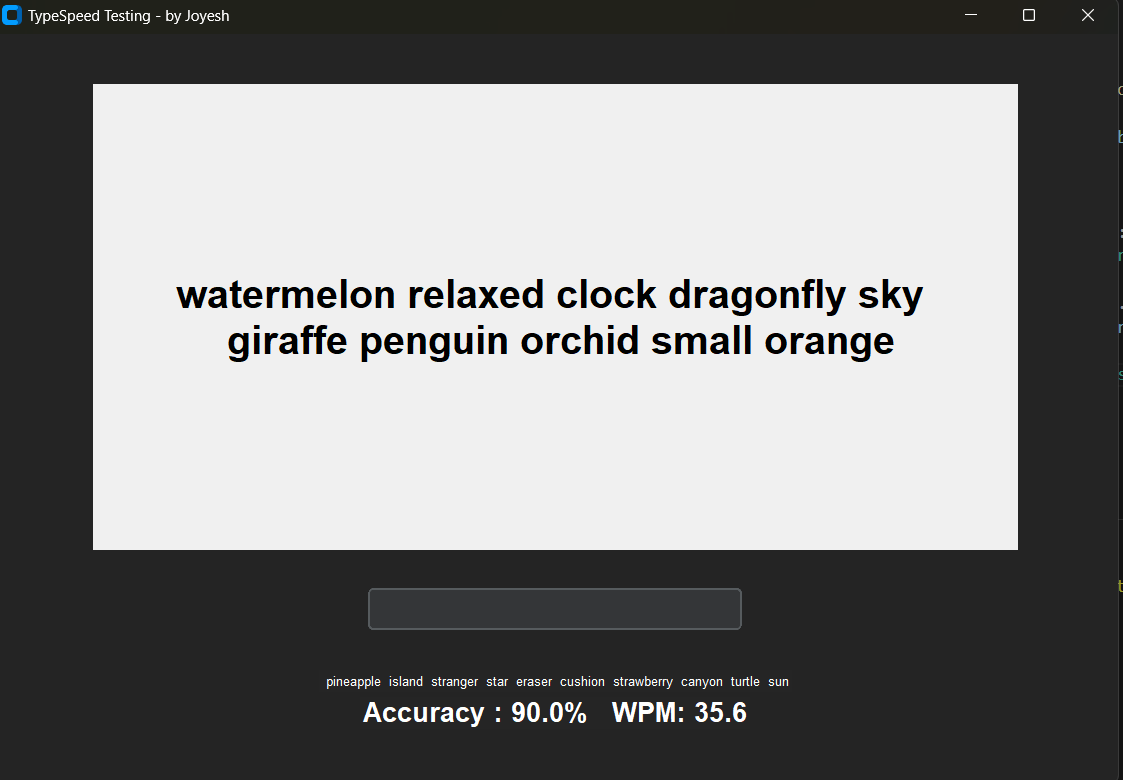 TypeSpeed Testing - by Joyesh
watermelon relaxed clock dragonfly sky
giraffe penguin orchid small orange
pineapple island stranger star eraser cushion strawberry canyon turtle sun
Accuracy : 90.0% WPM: 35.6